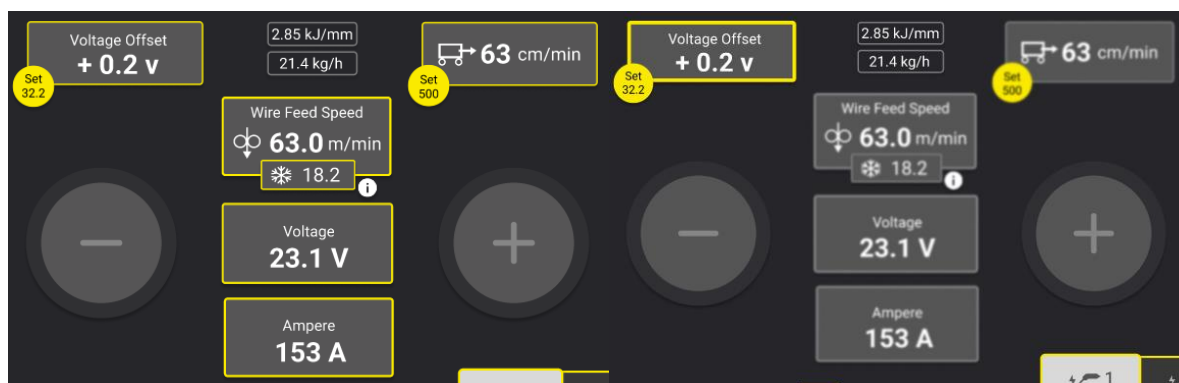 Voltage Offset
+ 0.2 v
Set
32.2
2.85 kJ/mm
21.4 kg/h
63 cm/min
Set
500
Wire Feed Speed
63.0 m/min
18.2
i
Voltage
23.1 V
Ampere
153 A
Voltage Offset
+ 0.2 v
Set
32.2
2.85 kJ/mm
21.4 kg/h
63 cm/min
Set
500
Wire Feed Speed
63.0 m/min
18.2
i
Voltage
23.1 V
Ampere
153 A
1